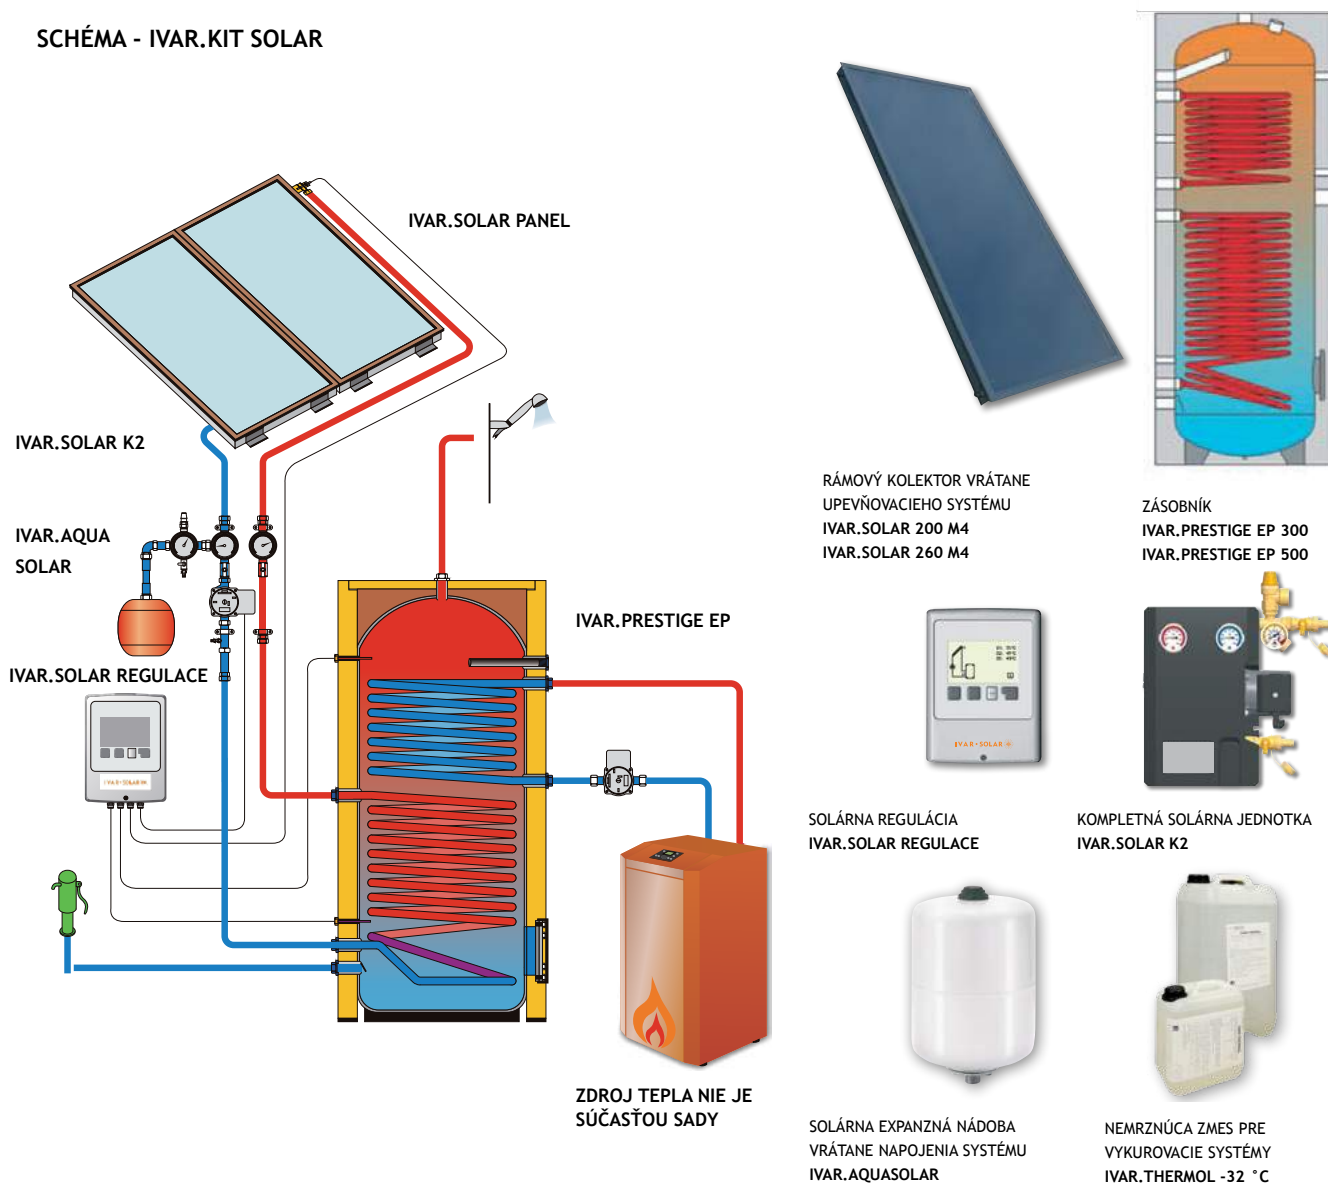 SCHÉMA - IVAR.KIT SOLAR
IVAR.SOLAR PANEL
IVAR.SOLAR K2
IVAR.AQUA
SOLAR
IVAR.SOLAR REGULACE
IVAR.PRESTIGE EP
IVAR·SOLAR
ZDROJ TEPLA NIE JE
SÚČASŤOU SADY
RÁMOVÝ KOLEKTOR VRÁTANE
UPEVŇOVACIEHO SYSTÉMU
IVAR.SOLAR 200 M4
IVAR.SOLAR 260 M4
ZÁSOBNÍK
IVAR.PRESTIGE EP 300
IVAR.PRESTIGE EP 500
IVAR·SOLAR
SOLÁRNA REGULÁCIA
IVAR.SOLAR REGULACE
KOMPLETNÁ SOLÁRNA JEDNOTKA
IVAR.SOLAR K2
SOLÁRNA EXPANZNÁ NÁDOBA
VRÁTANE NAPOJENIA SYSTÉMU
IVAR.AQUASOLAR
NEMRZNÚCA ZMES PRE
VYKUROVACIE SYSTÉMY
IVAR.THERMOL -32 °C